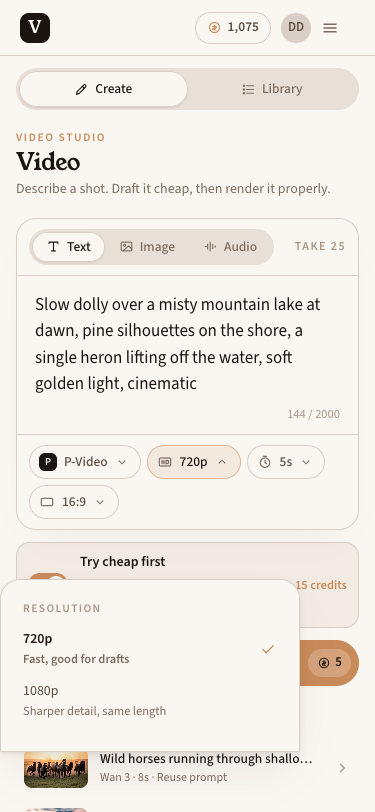 V
1,075
DD
Create
Library
VIDEO STUDIO
Video
Describe a shot. Draft it cheap, then render it properly.
Text
Image
Audio
TAKE 25
Slow dolly over a misty mountain lake at
dawn, pine silhouettes on the shore, a
single heron lifting off the water, soft
golden light, cinematic
144 / 2000
P
P-Video
HD
720p
5s
16:9
Try cheap first
15 credits
RESOLUTION
720p
Fast, good for drafts
1080p
Sharper detail, same length
5
Wild horses running through shallo…
Wan 3 · 8s · Reuse prompt